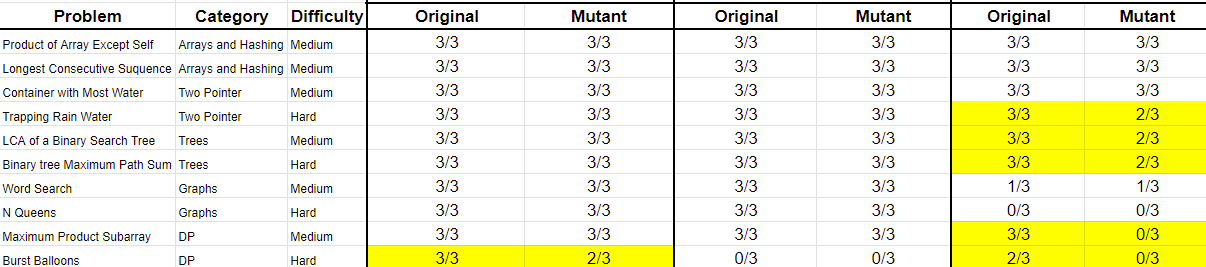 Problem Category Difficulty Original Mutant Original Mutant Original Mutant
Product of Array Except Self Arrays and Hashing Medium 3/3 3/3 3/3 3/3 3/3 3/3
Longest Consecutive Suquence Arrays and Hashing Medium 3/3 3/3 3/3 3/3 3/3 3/3
Container with Most Water Two Pointer Medium 3/3 3/3 3/3 3/3 3/3 3/3
Trapping Rain Water Two Pointer Hard 3/3 3/3 3/3 3/3 3/3 2/3
LCA of a Binary Search Tree Trees Medium 3/3 3/3 3/3 3/3 3/3 2/3
Binary tree Maximum Path Sum Trees Hard 3/3 3/3 3/3 3/3 3/3 2/3
Word Search Graphs Medium 3/3 3/3 3/3 3/3 1/3 1/3
N Queens Graphs Hard 3/3 3/3 3/3 3/3 0/3 0/3
Maximum Product Subarray DP Medium 3/3 3/3 3/3 3/3 3/3 0/3
Burst Balloons DP Hard 3/3 2/3 0/3 0/3 2/3 0/3